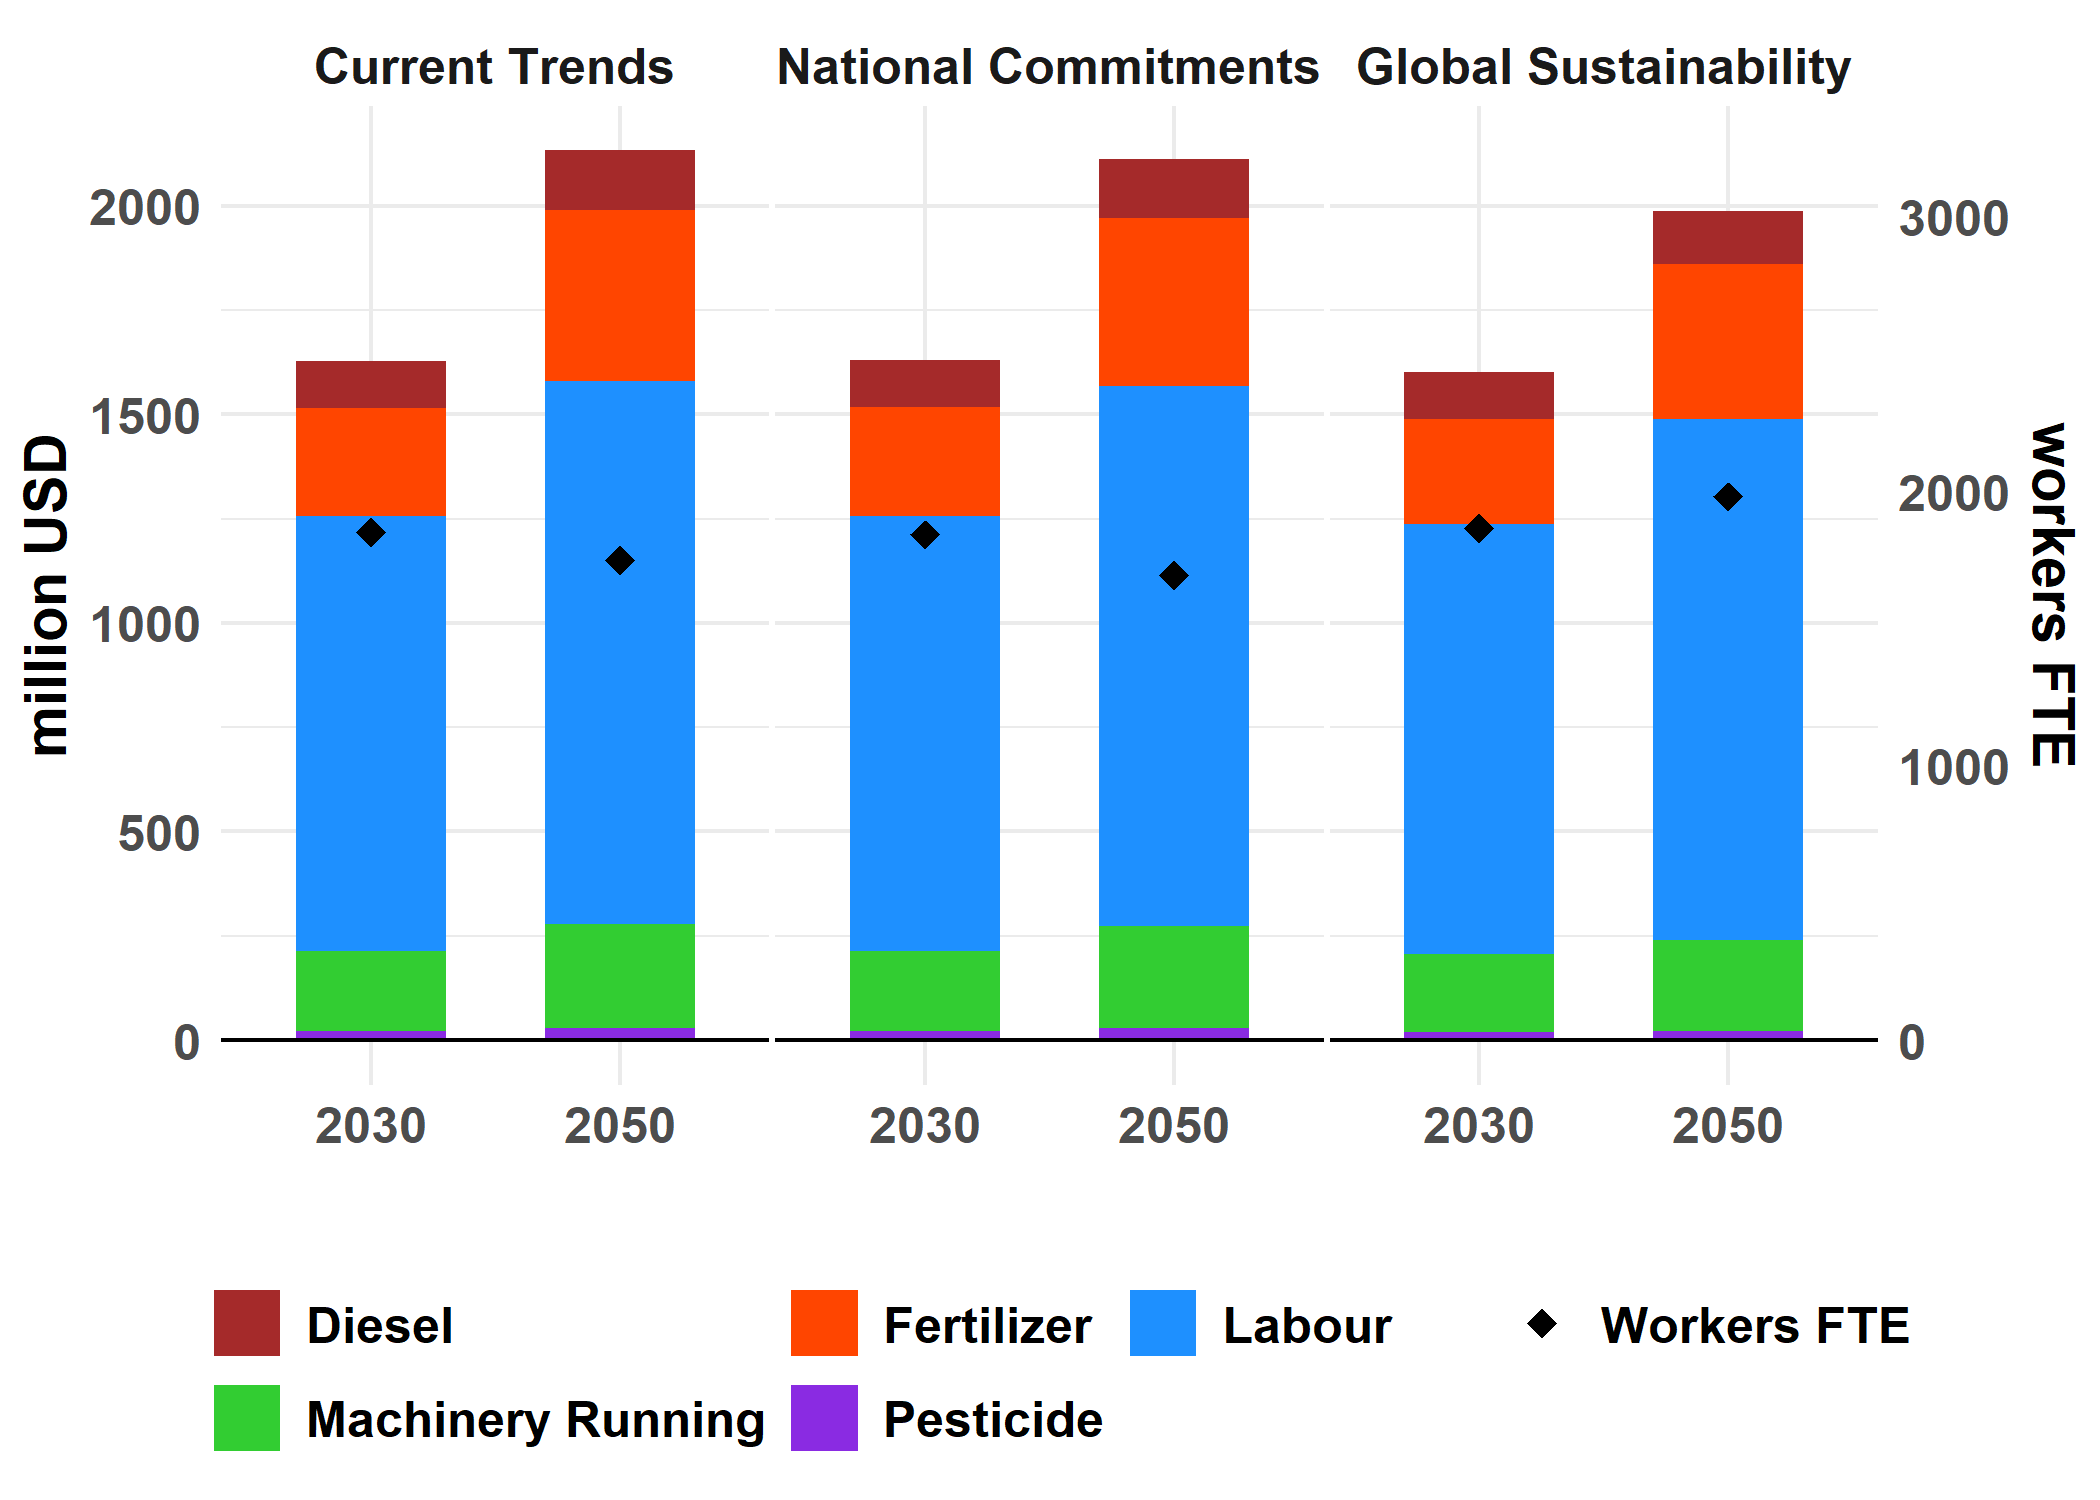 Current Trends
National Commitments
Global Sustainability
million USD
2000
1500
1000
500
0
3000
2000
1000
0
workers FTE
2030
2050
2030
2050
2030
2050
Diesel
Fertilizer
Labour
Workers FTE
Machinery Running
Pesticide